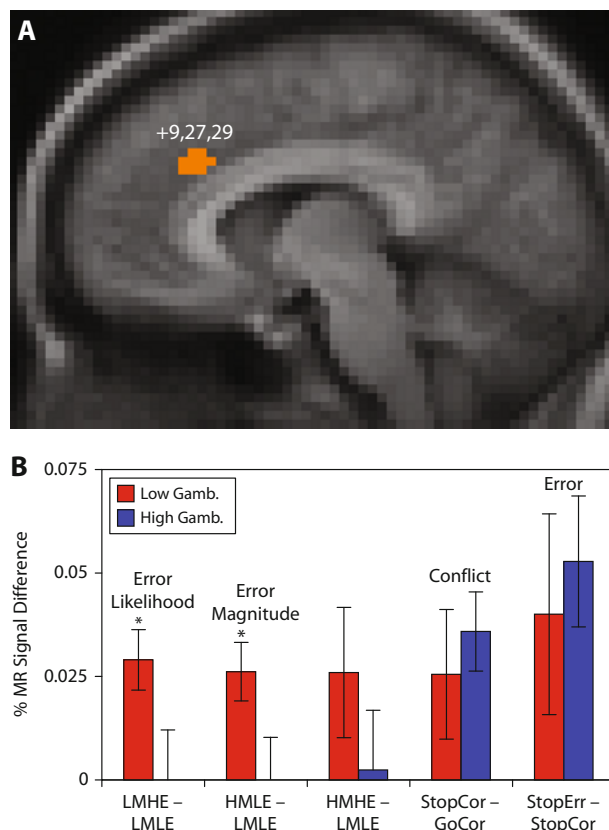 A
+9,27,29
B
0.075
0.05
0.025
0
% MR Signal Difference
Low Gamb.
High Gamb.
Error
Likelihood
*
Error
Magnitude
*
Conflict
Error
LMHE –
LMLE
HMLE –
LMLE
HMHE –
LMLE
StopCor –
GoCor
StopErr –
StopCor